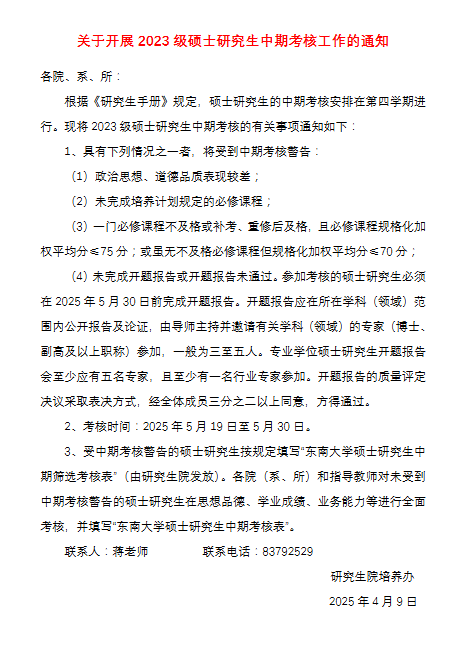 关于开展 2023 级硕士研究生中期考核工作的通知
各院、系、所：
根据《研究生手册》规定，硕士研究生的中期考核安排在第四学期进
行。现将 2023 级硕士研究生中期考核的有关事项通知如下：
1、具有下列情况之一者，将受到中期考核警告：
（1）政治思想、道德品质表现较差；
（2）未完成培养计划规定的必修课程；
（3）一门必修课程不及格或补考、重修后及格，且必修课程规格化加
权平均分≤75 分；或虽无不及格必修课程但规格化加权平均分≤70 分；
（4）未完成开题报告或开题报告未通过。参加考核的硕士研究生必须
在 2025 年 5 月 30 日前完成开题报告。开题报告应在所在学科（领域）范
围内公开报告及论证，由导师主持并邀请有关学科（领域）的专家（博士、
副高及以上职称）参加，一般为三至五人。专业学位硕士研究生开题报告
会至少应有五名专家，且至少有一名行业专家参加。开题报告的质量评定
决议采取表决方式，经全体成员三分之二以上同意，方得通过。
2、考核时间：2025 年 5 月 19 日至 5 月 30 日。
3、受中期考核警告的硕士研究生按规定填写“东南大学硕士研究生中
期筛选考核表”（由研究生院发放）。各院（系、所）和指导教师对未受到
中期考核警告的硕士研究生在思想品德、学业成绩、业务能力等进行全面
考核，并填写“东南大学硕士研究生中期考核表”。
联系人：蒋老师 联系电话：83792529
研究生院培养办
2025 年 4 月 9 日